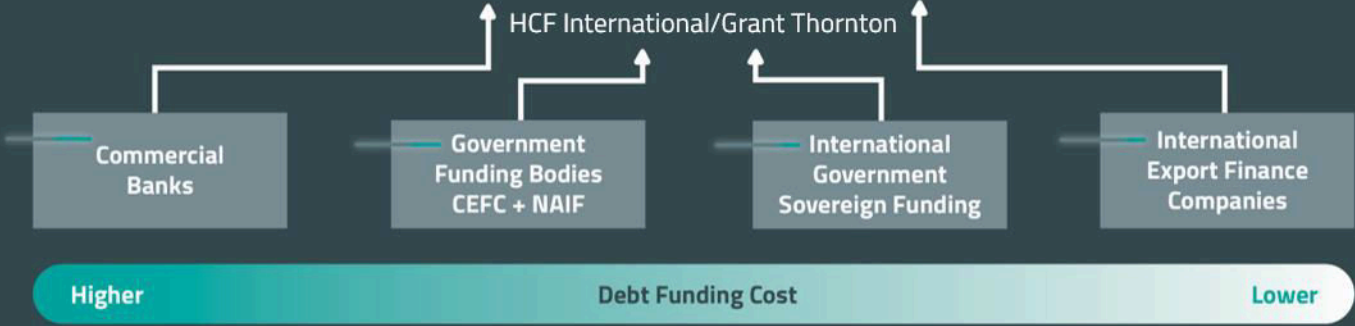 HCF International/Grant Thornton
Commercial
Banks
Government
Funding Bodies
CEFC + NAIF
International
Government
Sovereign Funding
International
Export Finance
Companies
Higher
Debt Funding Cost
Lower